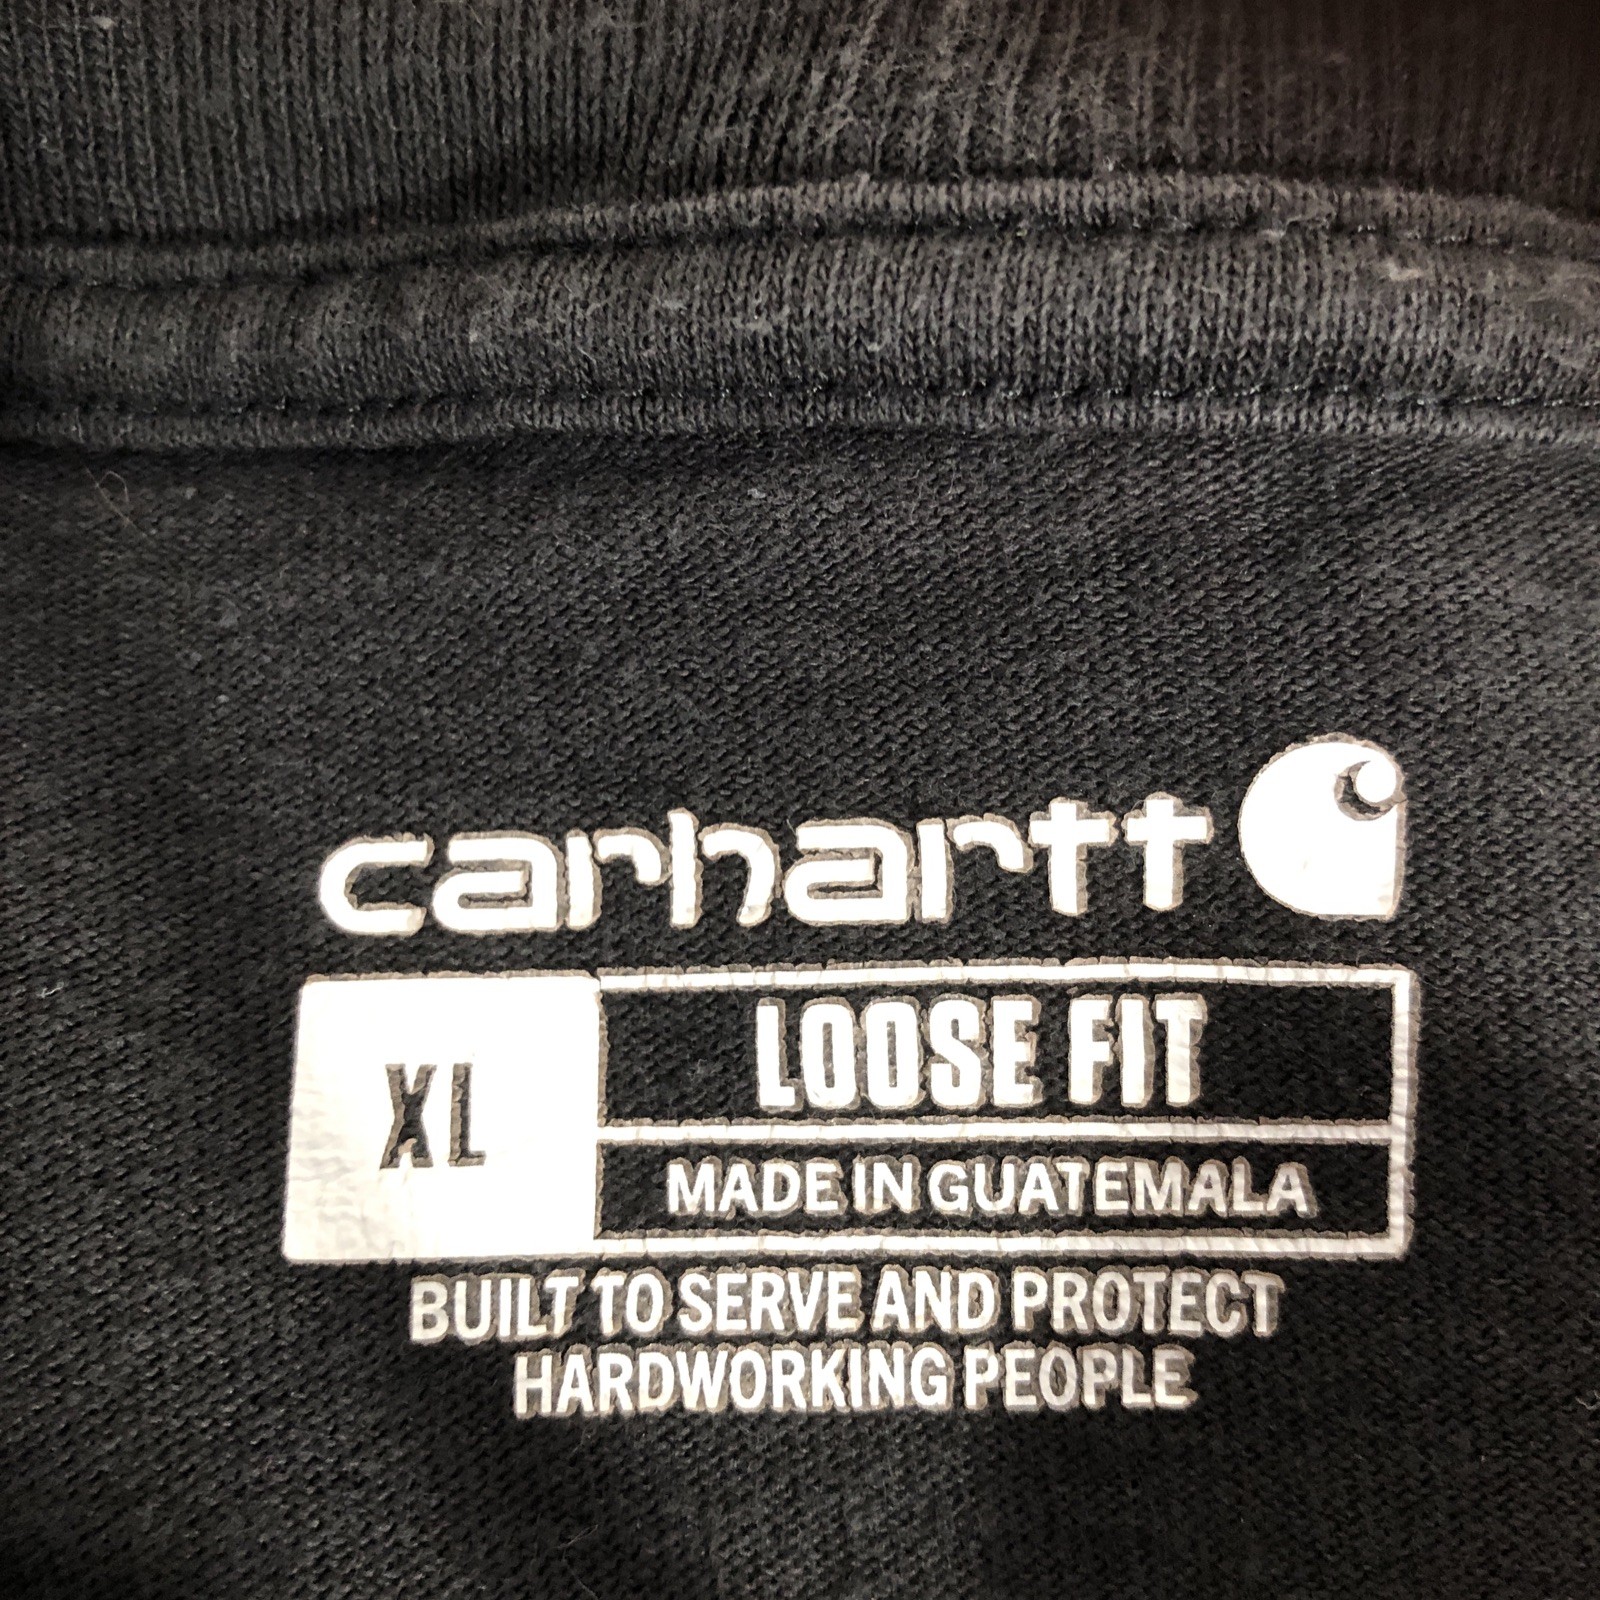 carhartt
XL
LOOSE FIT
MADE IN GUATEMALA
BUILT TO SERVE AND PROTECT
HARDWORKING PEOPLE